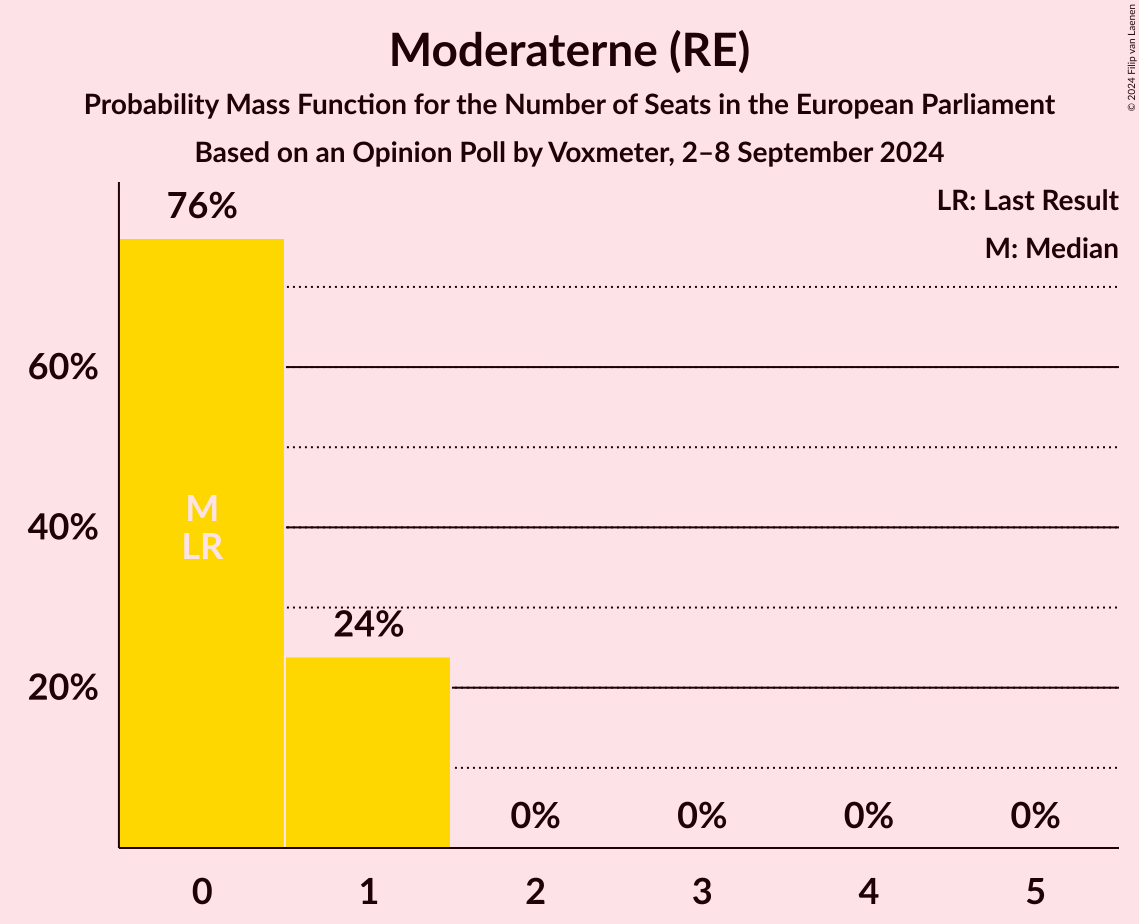 Moderaterne (RE)
Probability Mass Function for the Number of Seats in the European Parliament
Based on an Opinion Poll by Voxmeter, 2–8 September 2024
© 2024 Filip van Laenen
LR: Last Result
M: Median
76%
60%
40%
20%
M
LR
24%
0% 0% 0% 0%
0 1 2 3 4 5